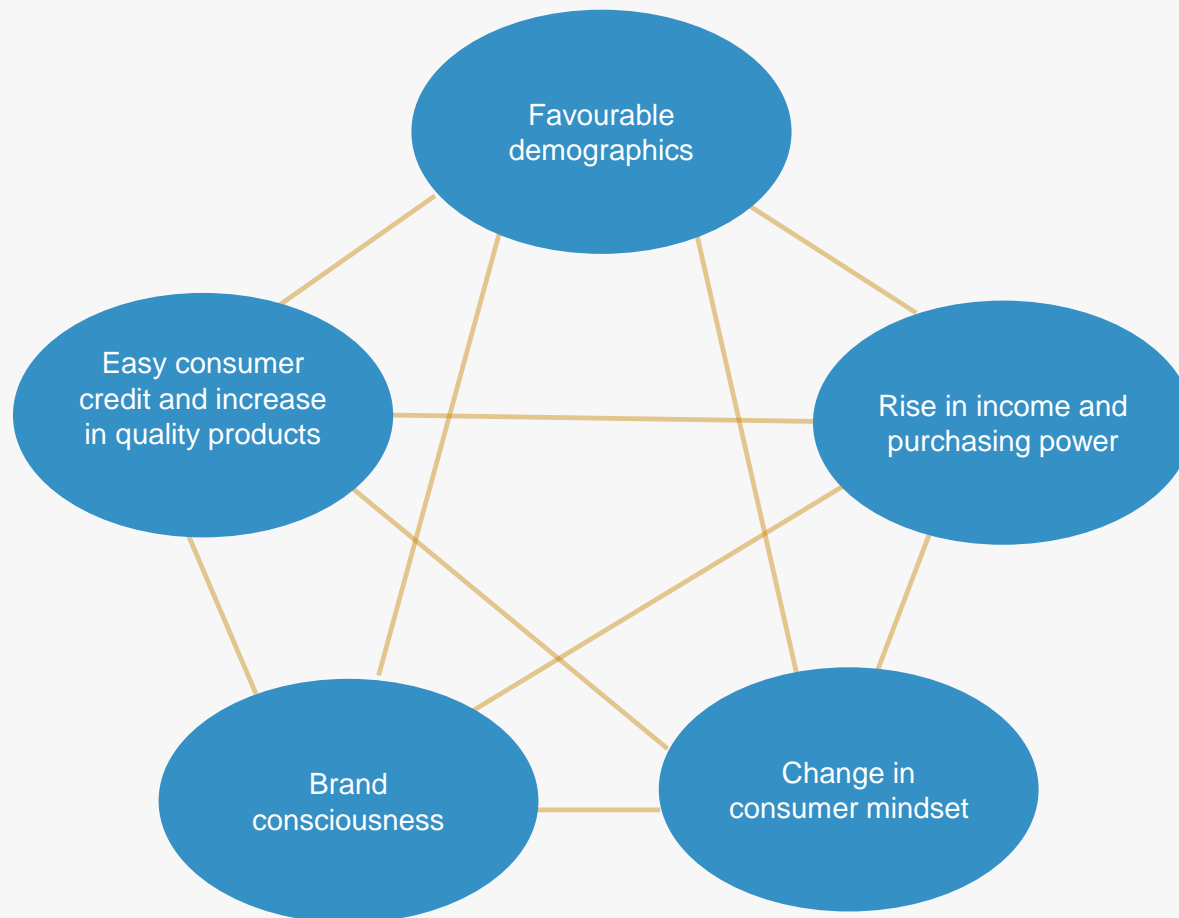 Favourable
demographics
Easy consumer
credit and increase
in quality products
Rise in income and
purchasing power
Brand
consciousness
Change in
consumer mindset